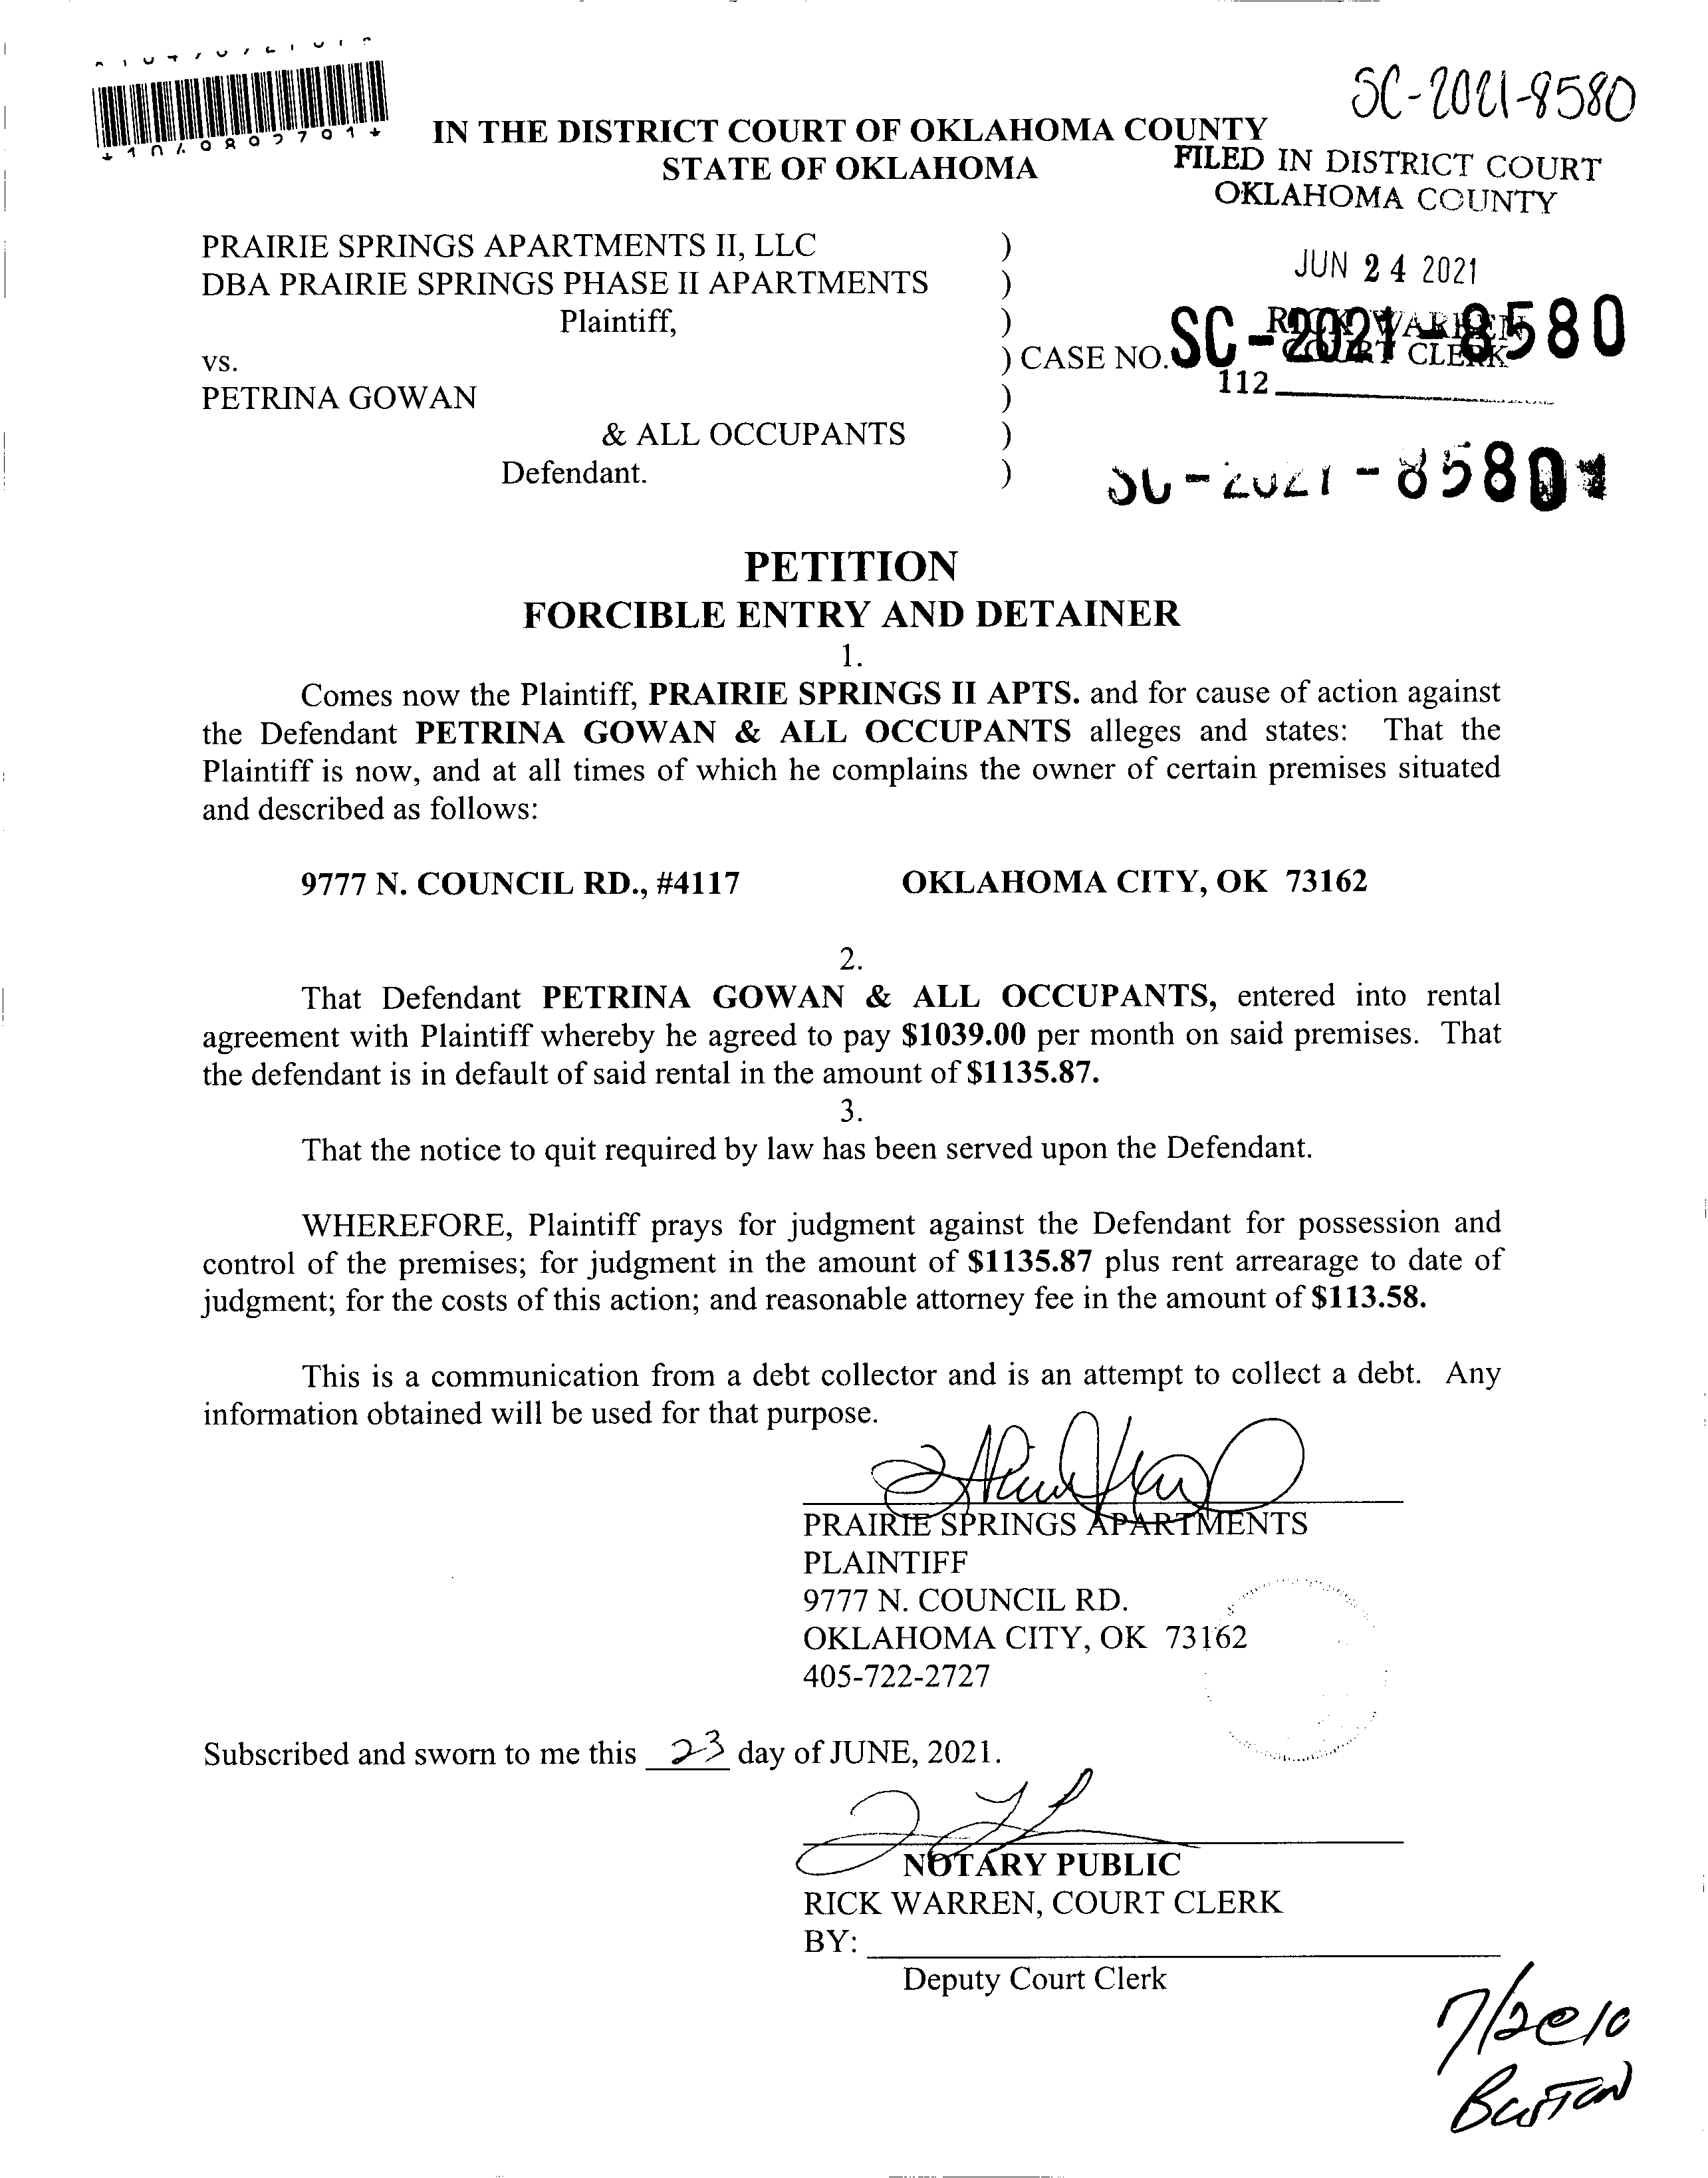 SC-2021-8580
IN THE DISTRICT COURT OF OKLAHOMA COUNTY
STATE OF OKLAHOMA
FILED IN DISTRICT COURT
OKLAHOMA COUNTY
PRAIRIE SPRINGS APARTMENTS II, LLC )
DBA PRAIRIE SPRINGS PHASE II APARTMENTS )
JUN 24 2021
Plaintiff, )
RICK WARREN
COURT CLERK
vs. ) CASE NO. SC-2021-8580
112
PETRINA GOWAN )
& ALL OCCUPANTS )
Defendant. )
SC-2021-8580
PETITION
FORCIBLE ENTRY AND DETAINER
1.
Comes now the Plaintiff, PRAIRIE SPRINGS II APTS. and for cause of action against
the Defendant PETRINA GOWAN & ALL OCCUPANTS alleges and states: That the
Plaintiff is now, and at all times of which he complains the owner of certain premises situated
and described as follows:
9777 N. COUNCIL RD., #4117 OKLAHOMA CITY, OK 73162
2.
That Defendant PETRINA GOWAN & ALL OCCUPANTS, entered into rental
agreement with Plaintiff whereby he agreed to pay $1039.00 per month on said premises. That
the defendant is in default of said rental in the amount of $1135.87.
3.
That the notice to quit required by law has been served upon the Defendant.
WHEREFORE, Plaintiff prays for judgment against the Defendant for possession and
control of the premises; for judgment in the amount of $1135.87 plus rent arrearage to date of
judgment; for the costs of this action; and reasonable attorney fee in the amount of $113.58.
This is a communication from a debt collector and is an attempt to collect a debt. Any
information obtained will be used for that purpose.
PRAIRIE SPRINGS APARTMENTS
PLAINTIFF
9777 N. COUNCIL RD.
OKLAHOMA CITY, OK 73162
405-722-2727
Subscribed and sworn to me this 23 day of JUNE, 2021.
NOTARY PUBLIC
RICK WARREN, COURT CLERK
BY:
Deputy Court Clerk
7/2@10